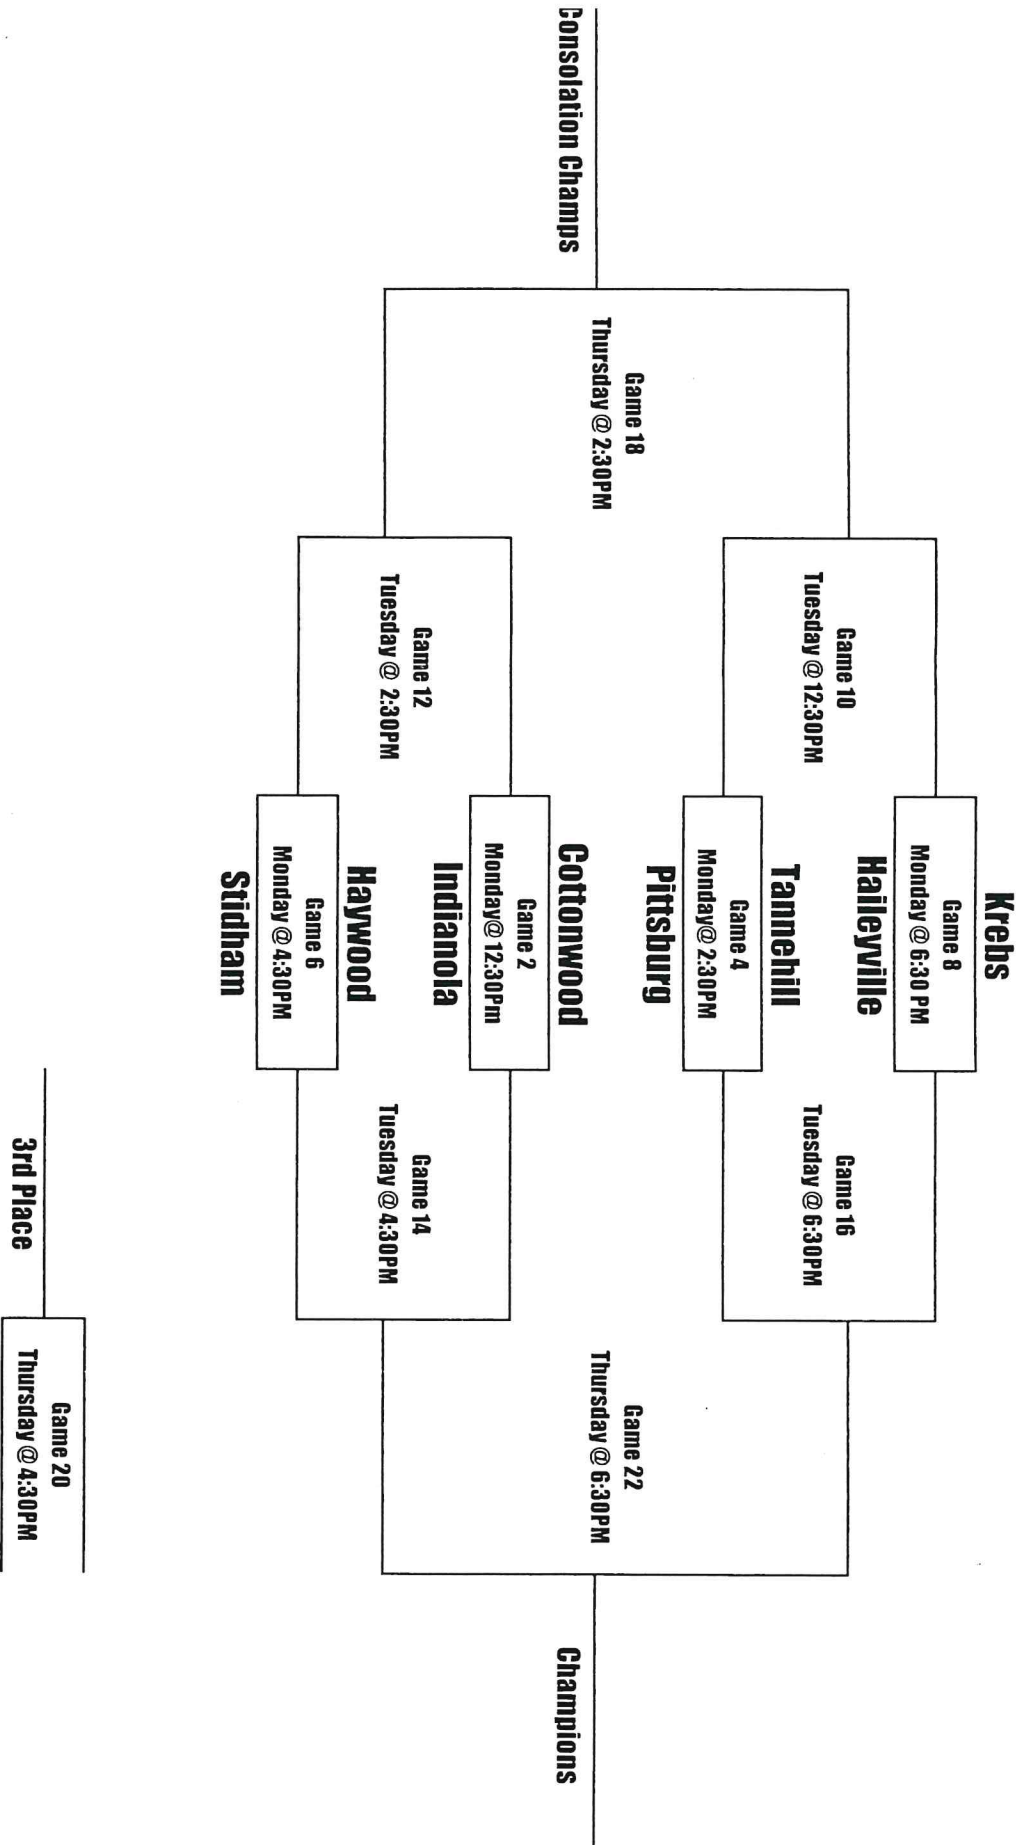 Krebs
Game 8
Monday @ 6:30 PM
Haileyville
Game 10
Tuesday @ 12:30PM
Game 16
Tuesday @ 6:30PM
Tannehill
Game 4
Monday@ 2:30PM
Pittsburg
Game 18
Thursday @ 2:30PM
Game 22
Thursday @ 6:30PM
Consolation Champs
Champions
Cottonwood
Game 2
Monday@ 12:30Pm
Indianola
Game 12
Tuesday @ 2:30PM
Game 14
Tuesday @ 4:30PM
Haywood
Game 6
Monday @ 4:30PM
Stidham
Game 20
Thursday @ 4:30PM
3rd Place